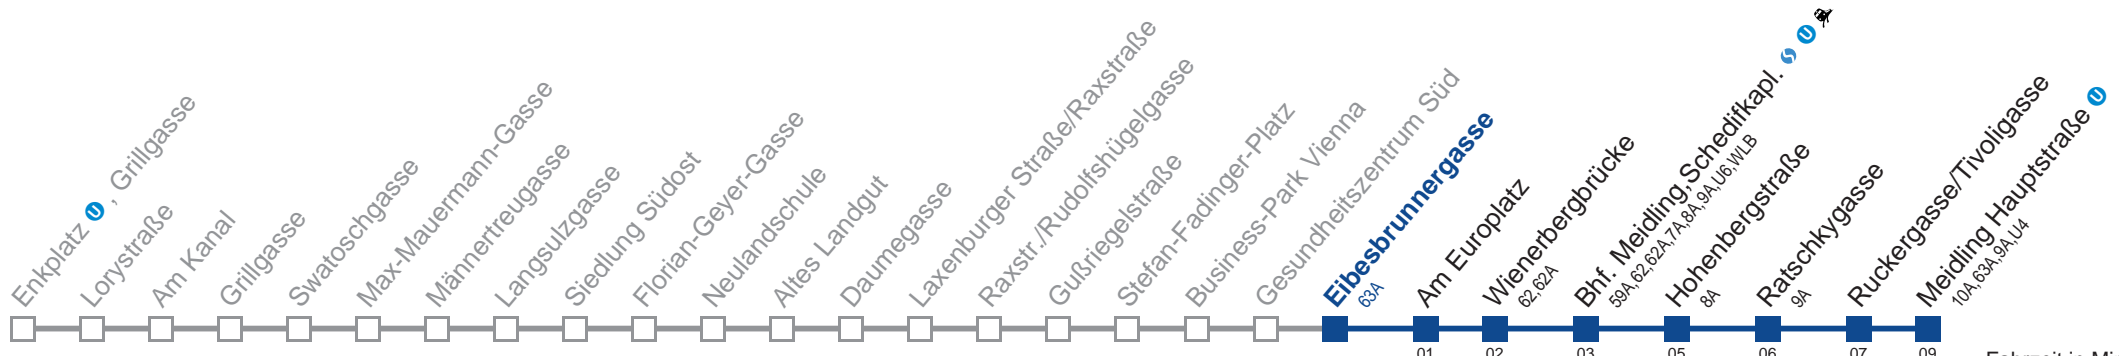 Enkplatz U, Grillgasse
Lorystraße
Am Kanal
Grillgasse
Swatoschgasse
Max-Mauermann-Gasse
Männertreugasse
Langsulzgasse
Siedlung Südost
Florian-Geyer-Gasse
Neulandschule
Altes Landgut
Daumegasse
Laxenburger Straße/Raxstraße
Raxstr./Rudolfshügelgasse
Gußriegelstraße
Stefan-Fadinger-Platz
Business-Park Vienna
Gesundheitszentrum Süd
Eibesbrunnergasse
63A
Am Europlatz
Wienerbergbrücke
62,62A
Bhf. Meidling,Schedifkapl. S U
59A,62,62A,7A,8A,9A,U6,WLB
Hohenbergstraße
8A
Ratschkygasse
9A
Ruckergasse/Tivoligasse
Meidling Hauptstraße U
10A,63A,9A,U4
01 02 03 05 06 07 09
Fahrzeit in Mi